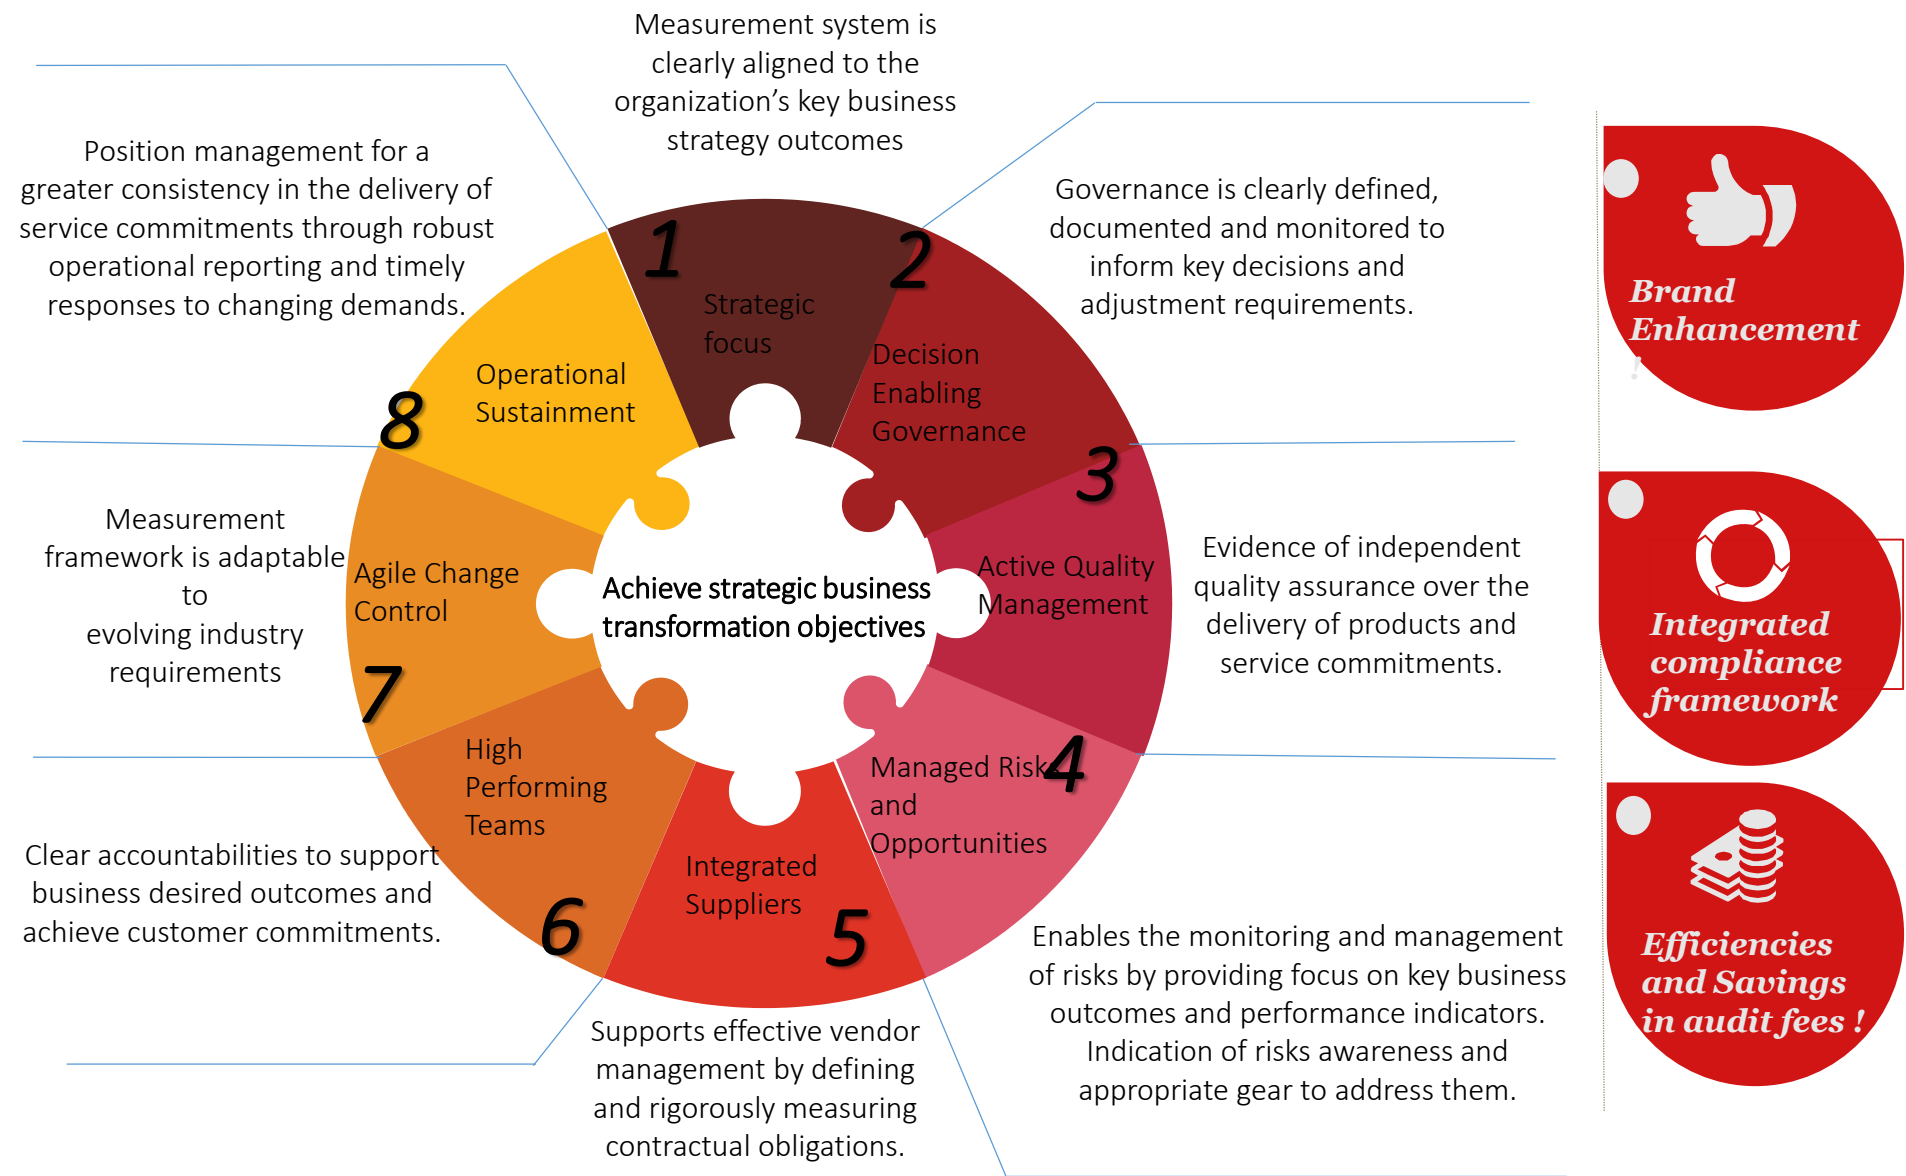 Measurement system is
clearly aligned to the
organization’s key business
strategy outcomes
Position management for a
greater consistency in the delivery of
service commitments through robust
operational reporting and timely
responses to changing demands.
Governance is clearly defined,
documented and monitored to
inform key decisions and
adjustment requirements.
1
Strategic
focus
2
Decision
Enabling
Governance
8
Operational
Sustainment
3
Active Quality
Management
Measurement
framework is adaptable
to
evolving industry
requirements
Agile Change
Control
7
Achieve strategic business
transformation objectives
Evidence of independent
quality assurance over the
delivery of products and
service commitments.
High
Performing
Teams
6
Managed Risks
and
Opportunities
4
Integrated
Suppliers
5
Clear accountabilities to support
business desired outcomes and
achieve customer commitments.
Supports effective vendor
management by defining
and rigorously measuring
contractual obligations.
Enables the monitoring and management
of risks by providing focus on key business
outcomes and performance indicators.
Indication of risks awareness and
appropriate gear to address them.
Brand
Enhancement
!
Integrated
compliance
framework
Efficiencies
and Savings
in audit fees !